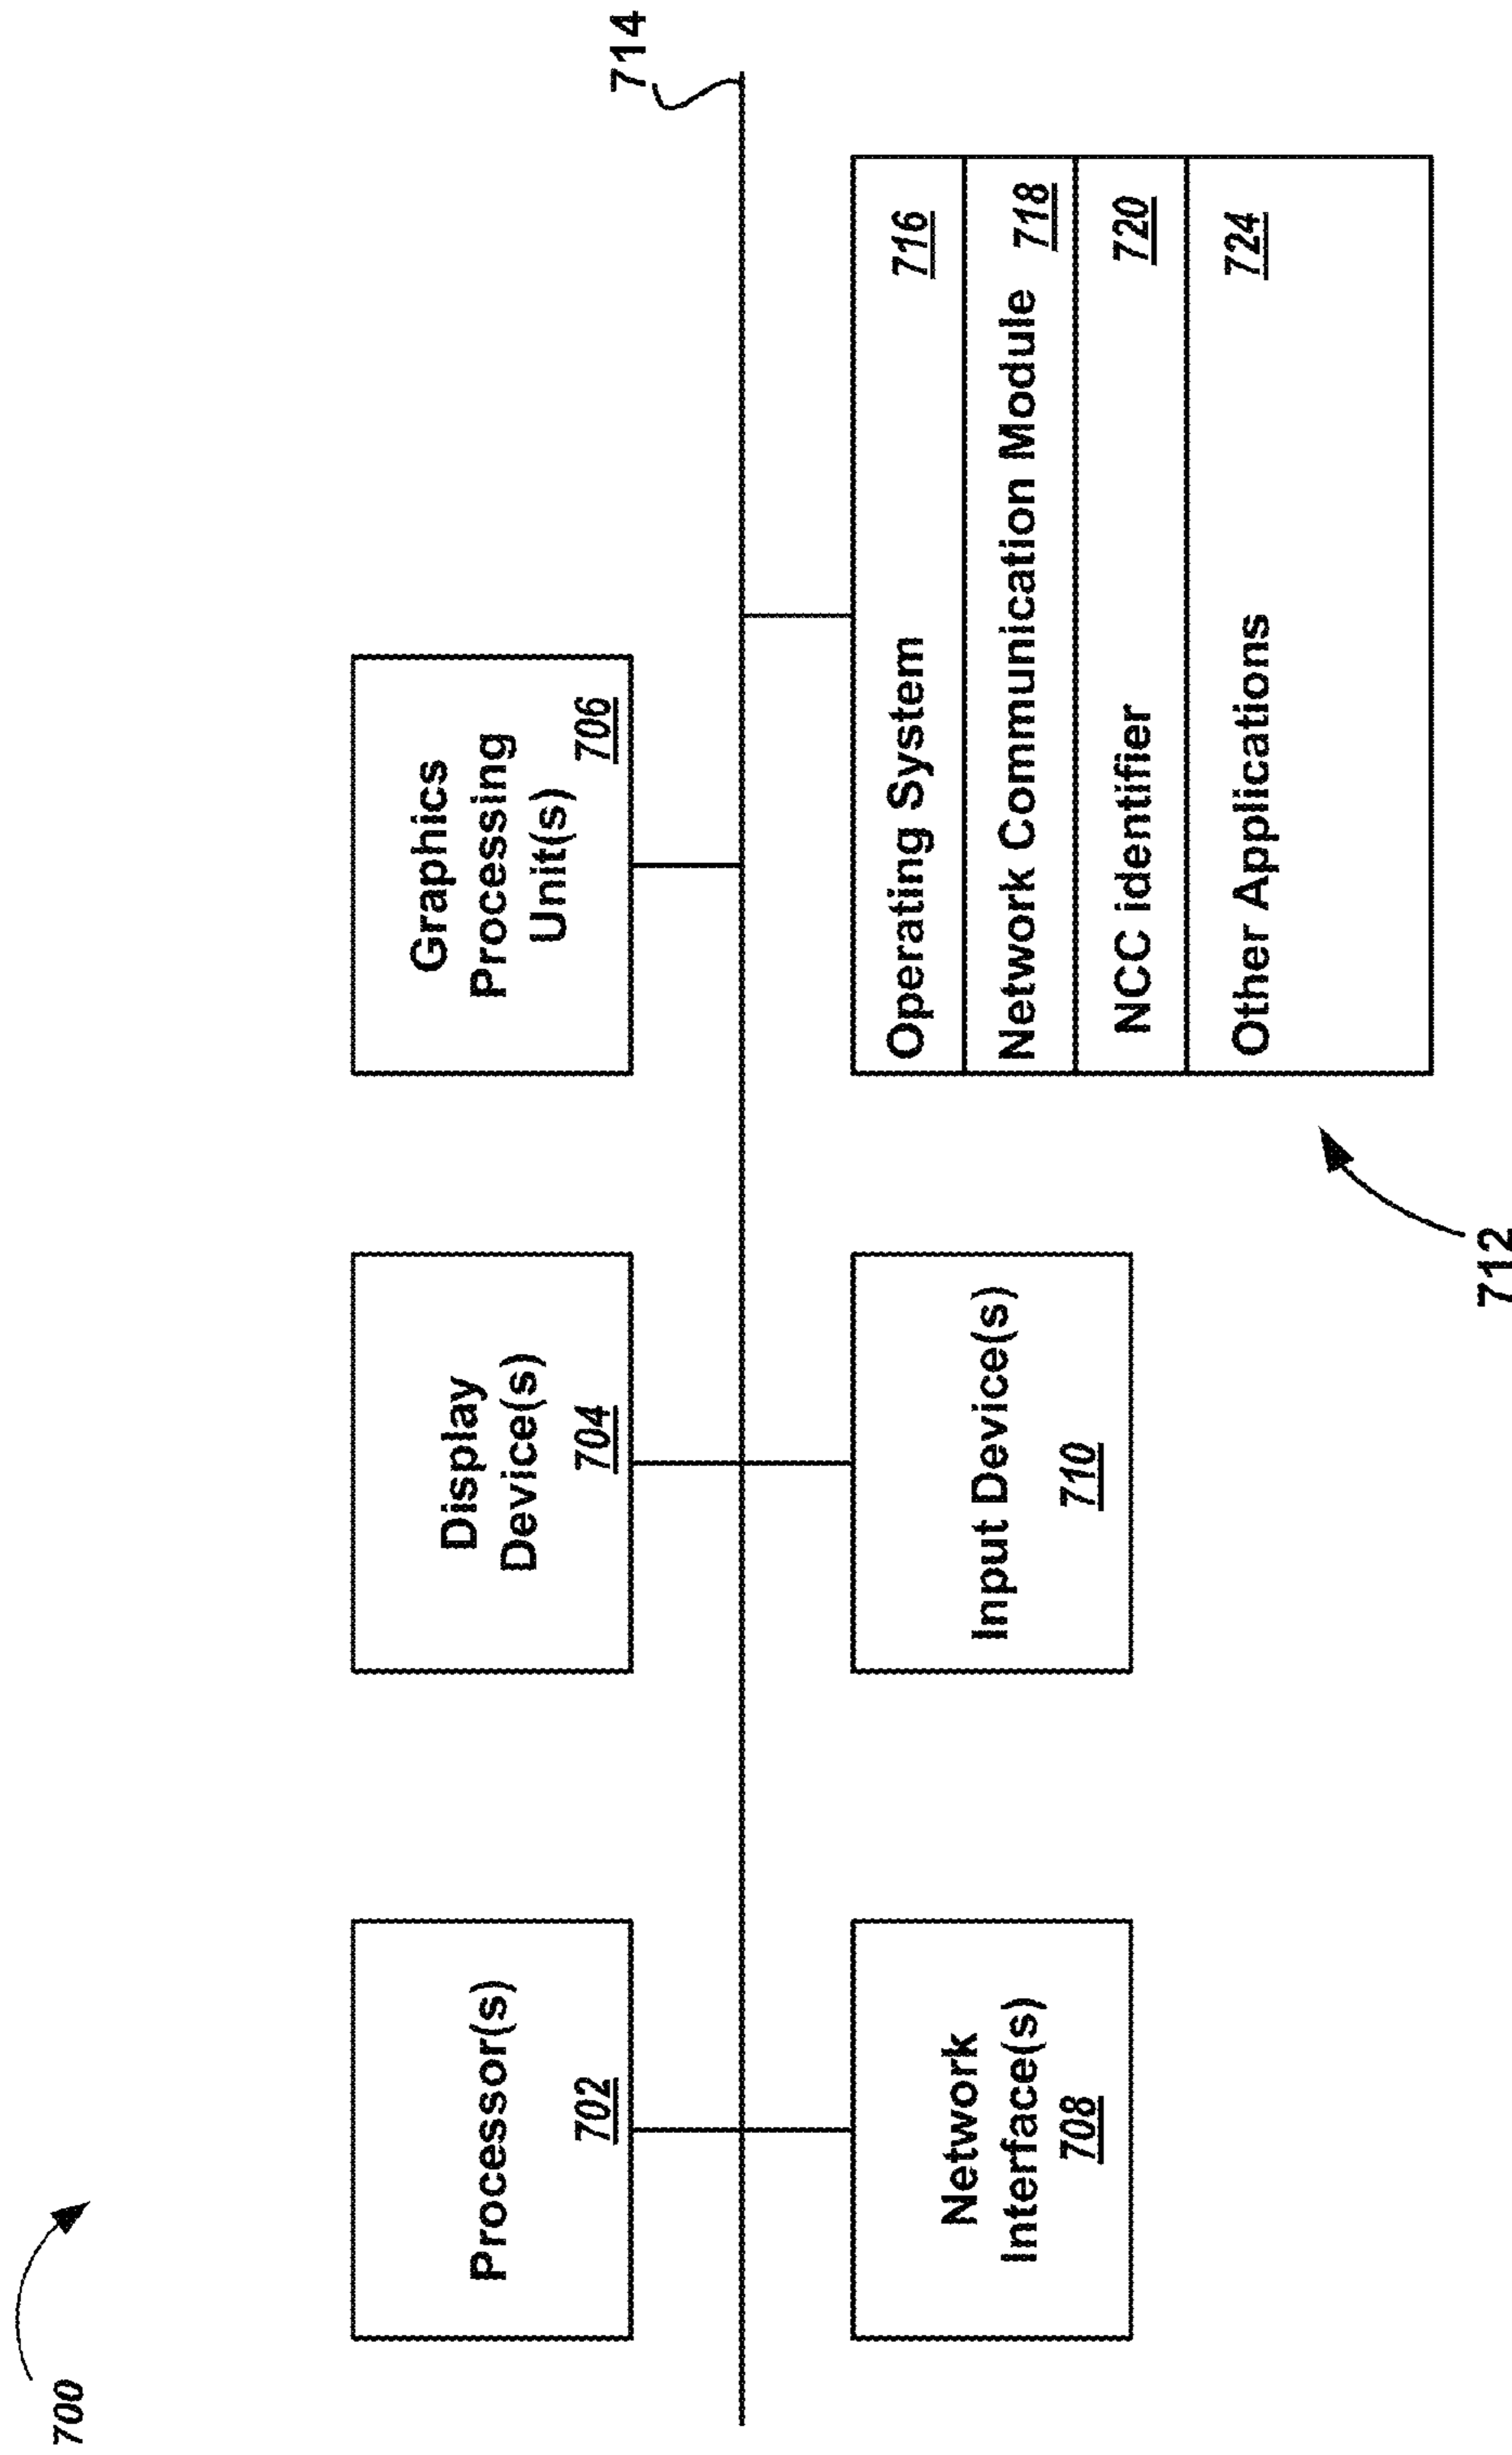 700
Processor(s)
702
Display
Device(s)
704
Graphics
Processing
Unit(s)
706
714
Network
Interface(s)
708
Input Device(s)
710
Operating System 716
Network Communication Module 718
NCC identifier 720
Other Applications 724
712